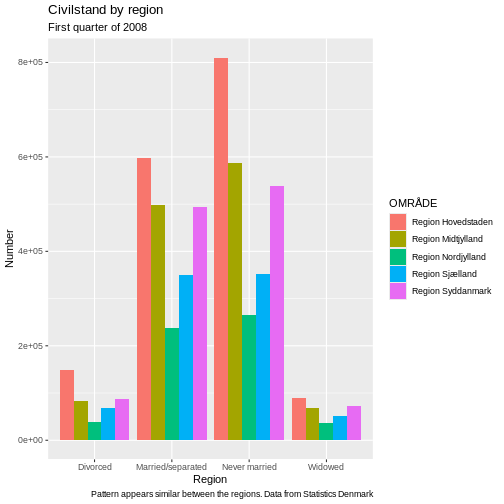 Civilstand by region
First quarter of 2008
8e+05
6e+05
4e+05
2e+05
0e+00
Number
Divorced
Married/separated
Never married
Widowed
Region
OMRÅDE
Region Hovedstaden
Region Midtjylland
Region Nordjylland
Region Sjælland
Region Syddanmark
Pattern appears similar between the regions. Data from Statistics Denmark